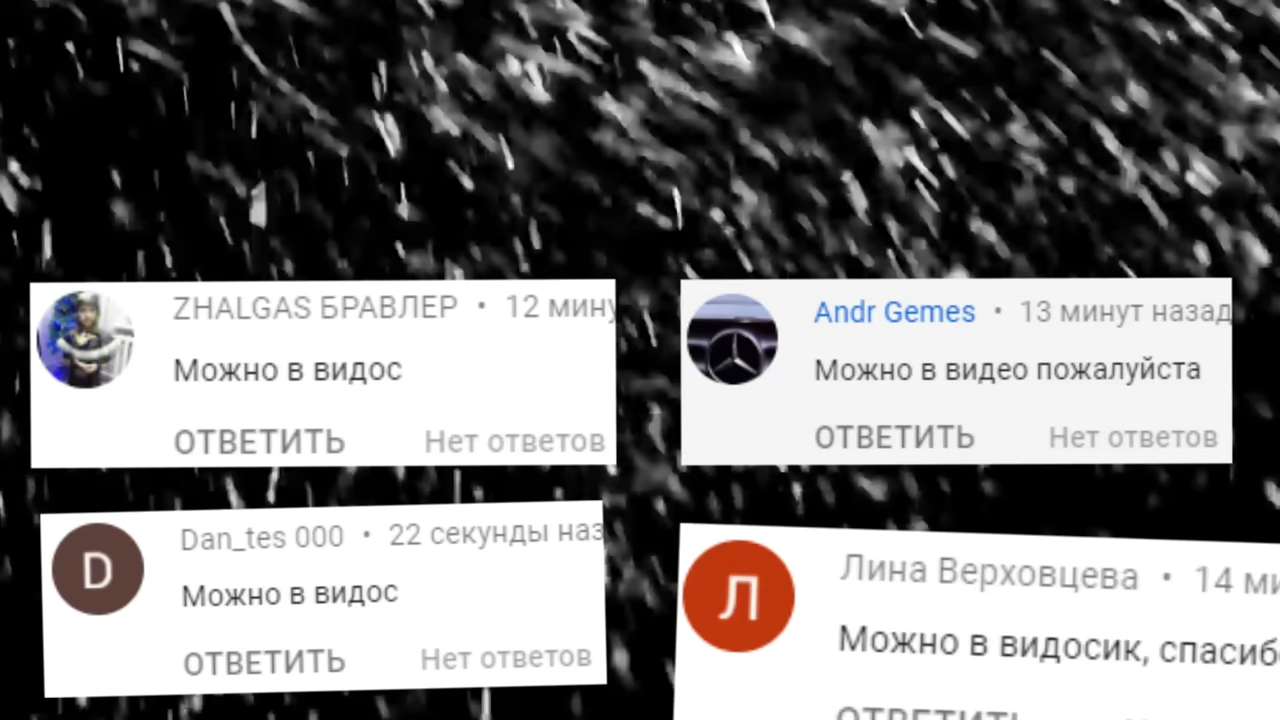 ZHALGAS БРАВЛЕР • 12 мину
Можно в видос
ОТВЕТИТЬ Нет ответов
Andr Gemes • 13 минут назад
Можно в видео пожалуйста
ОТВЕТИТЬ Нет ответов
D
Dan_tes 000 • 22 секунды наз
Можно в видос
ОТВЕТИТЬ Нет ответов
Л
Лина Верховцева • 14 ми
Можно в видосик, спасиб
ОТВЕТИТЬ